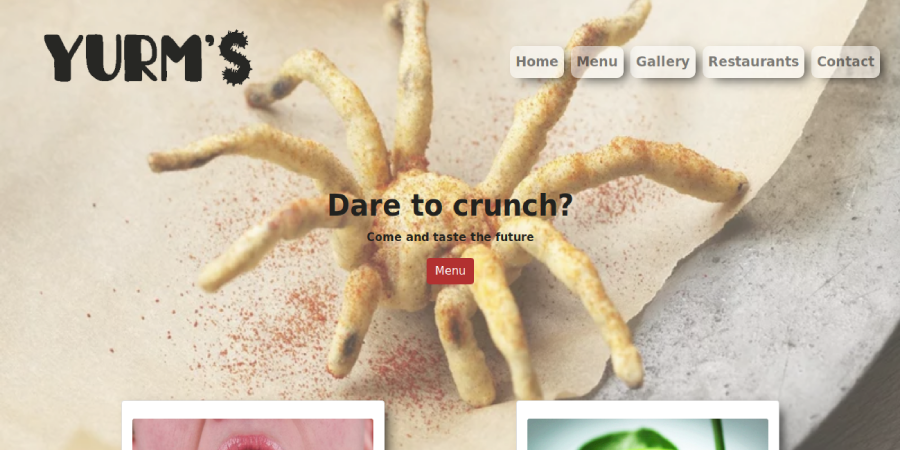 YURM'S
Home Menu Gallery Restaurants Contact
Dare to crunch?
Come and taste the future
Menu